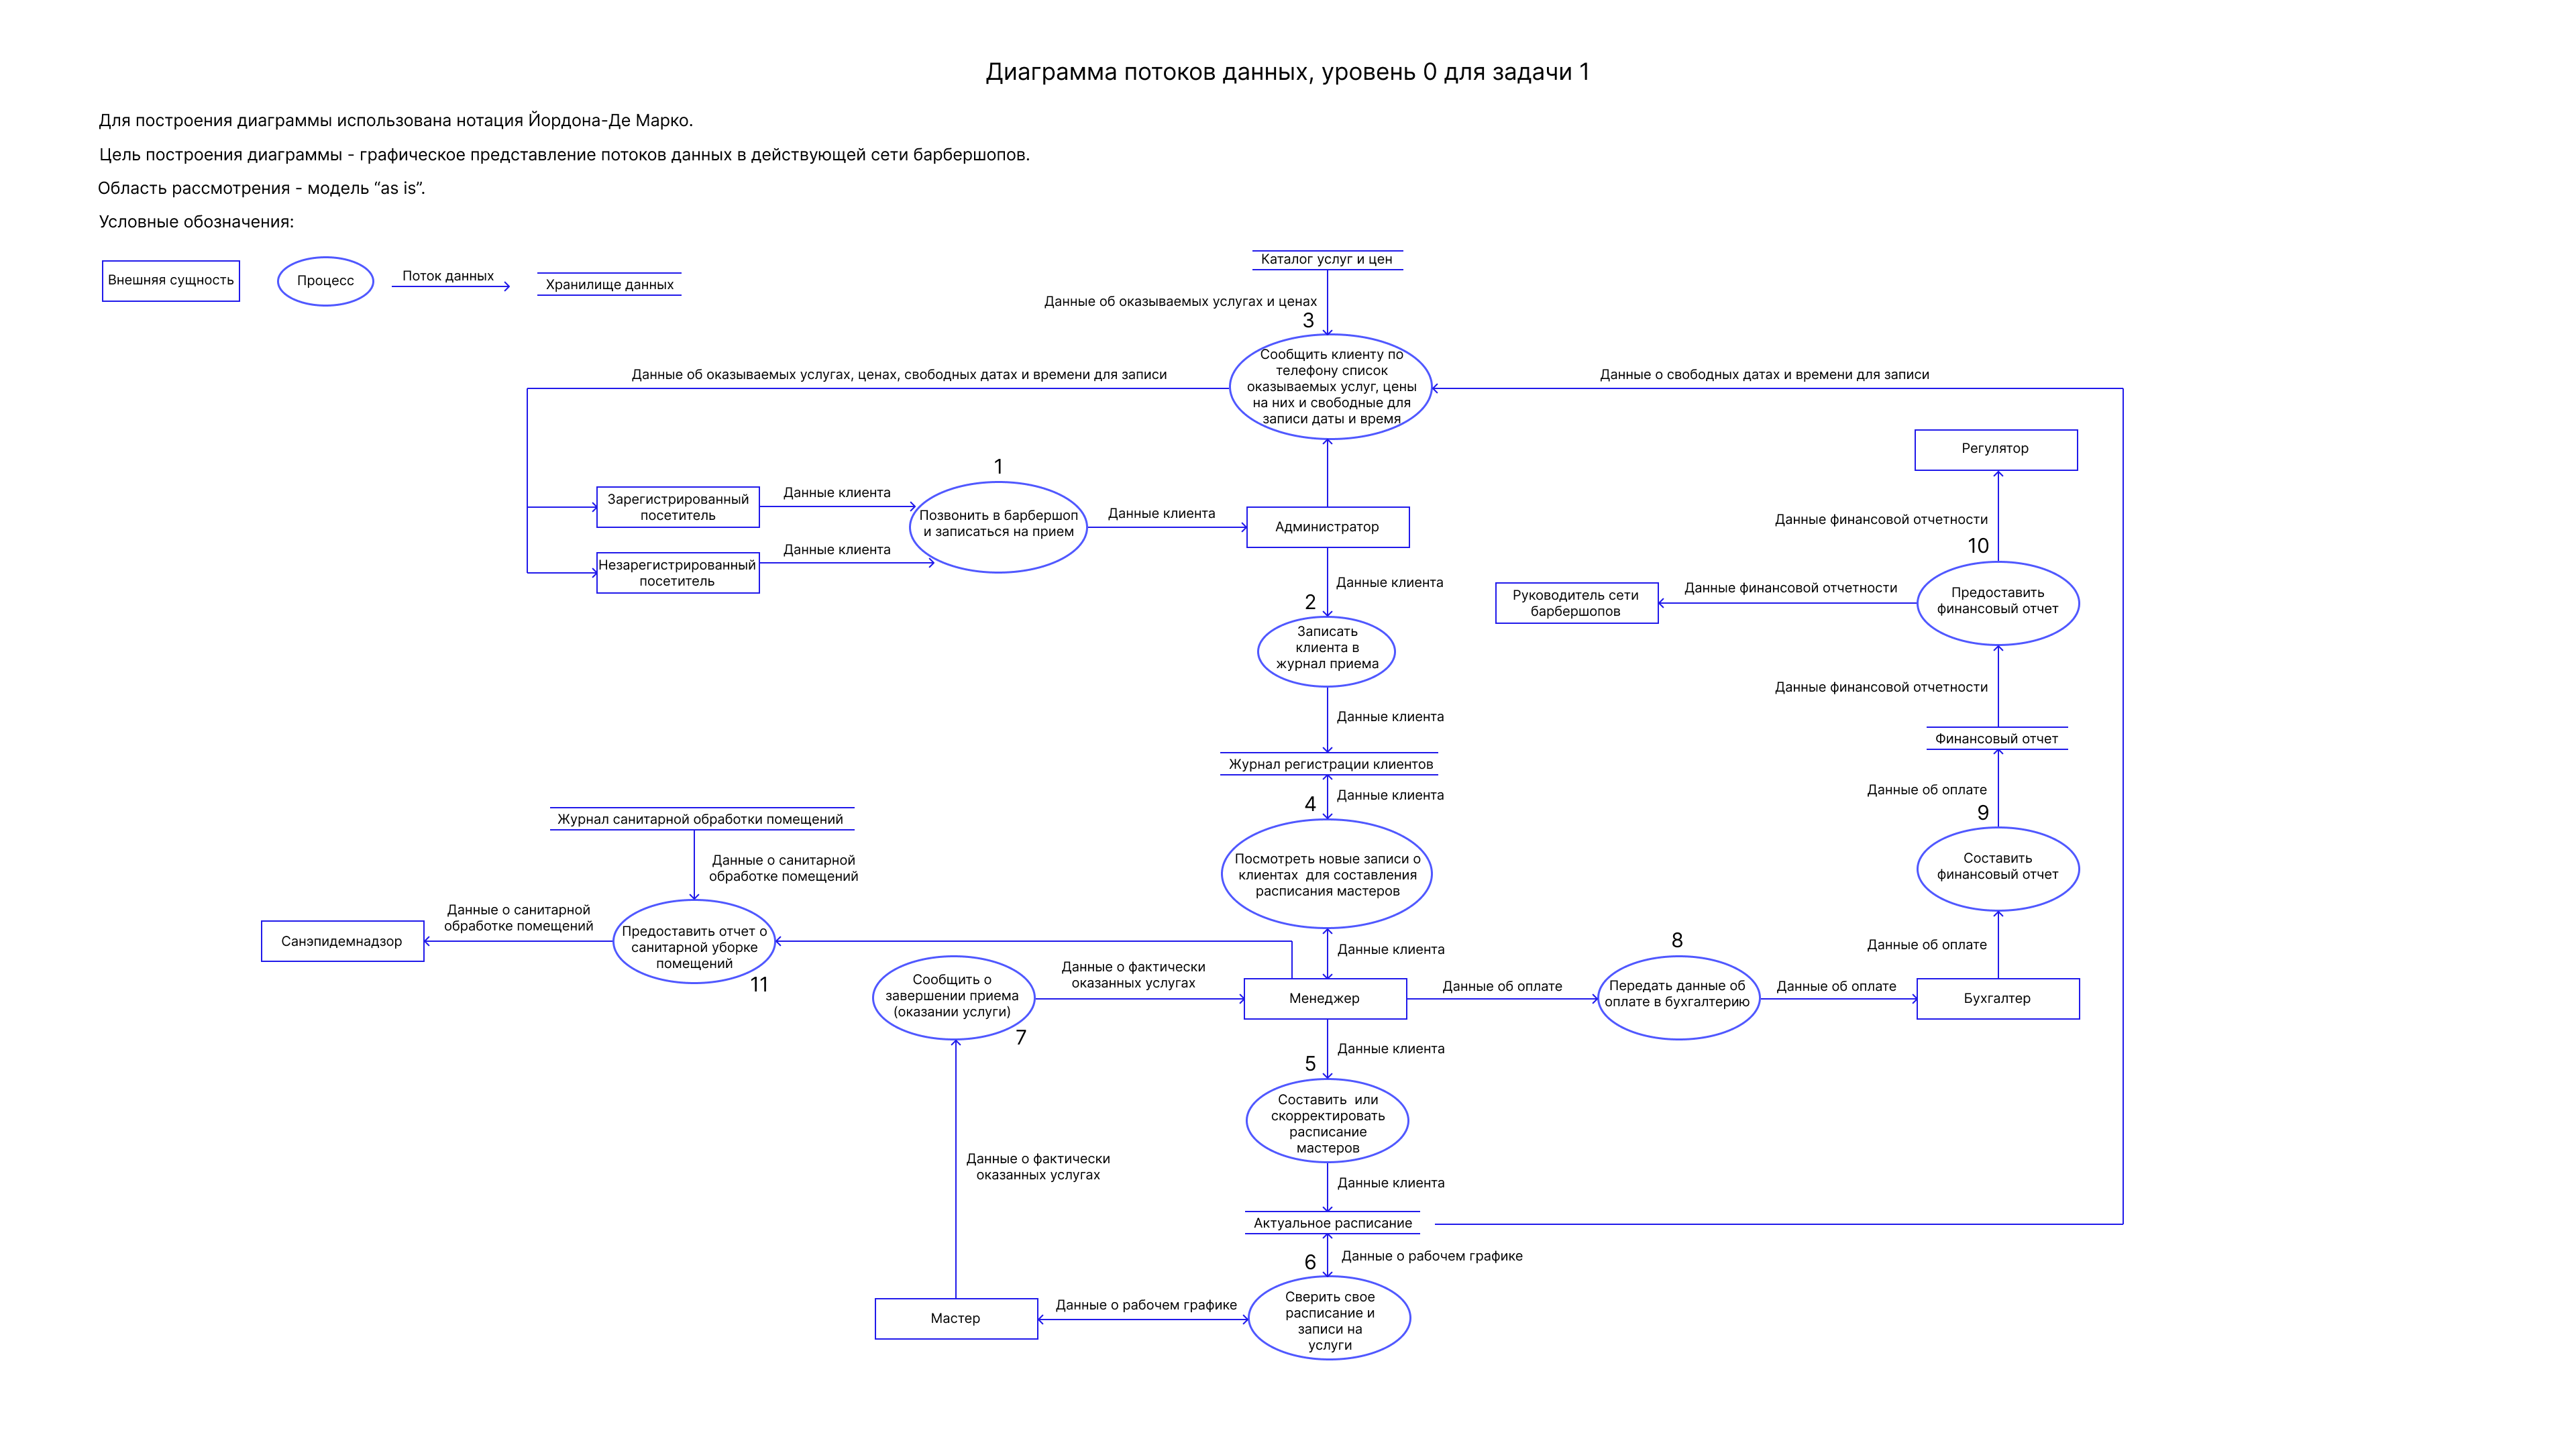 Диаграмма потоков данных, уровень 0 для задачи 1
Для построения диаграммы использована нотация Йордона-Де Марко.
Цель построения диаграммы - графическое представление потоков данных в действующей сети барбершопов.
Область рассмотрения - модель “as is”.
Условные обозначения:
Внешняя сущность
Процесс
Поток данных
Хранилище данных
Каталог услуг и цен
Данные об оказываемых услугах и ценах
3
Сообщить клиенту по
телефону список
оказываемых услуг, цены
на них и свободные для
записи даты и время
Данные об оказываемых услугах, ценах, свободных датах и времени для записи
Данные о свободных датах и времени для записи
Зарегистрированный
посетитель
Данные клиента
Незарегистрированный
посетитель
Данные клиента
1
Позвонить в барбершоп
и записаться на прием
Данные клиента
Администратор
Данные клиента
2
Записать
клиента в
журнал приема
Данные клиента
Журнал регистрации клиентов
Данные клиента
4
Посмотреть новые записи о
клиентах  для составления
расписания мастеров
Данные клиента
Регулятор
Данные финансовой отчетности
10
Предоставить
финансовый отчет
Данные финансовой отчетности
Руководитель сети
барбершопов
Данные финансовой отчетности
Финансовый отчет
Данные об оплате
9
Составить
финансовый отчет
Данные об оплате
Журнал санитарной обработки помещений
Данные о санитарной
обработке помещений
Данные о санитарной
обработке помещений
Санэпидемнадзор
Предоставить отчет о
санитарной уборке
помещений
11
Сообщить о
завершении приема
(оказании услуги)
7
Данные о фактически
оказанных услугах
Менеджер
Данные об оплате
8
Передать данные об
оплате в бухгалтерию
Данные об оплате
Бухгалтер
Данные клиента
5
Составить  или
скорректировать
расписание
мастеров
Данные о фактически
оказанных услугах
Данные клиента
Актуальное расписание
Данные о рабочем графике
6
Сверить свое
расписание и
записи на
услуги
Данные о рабочем графике
Мастер